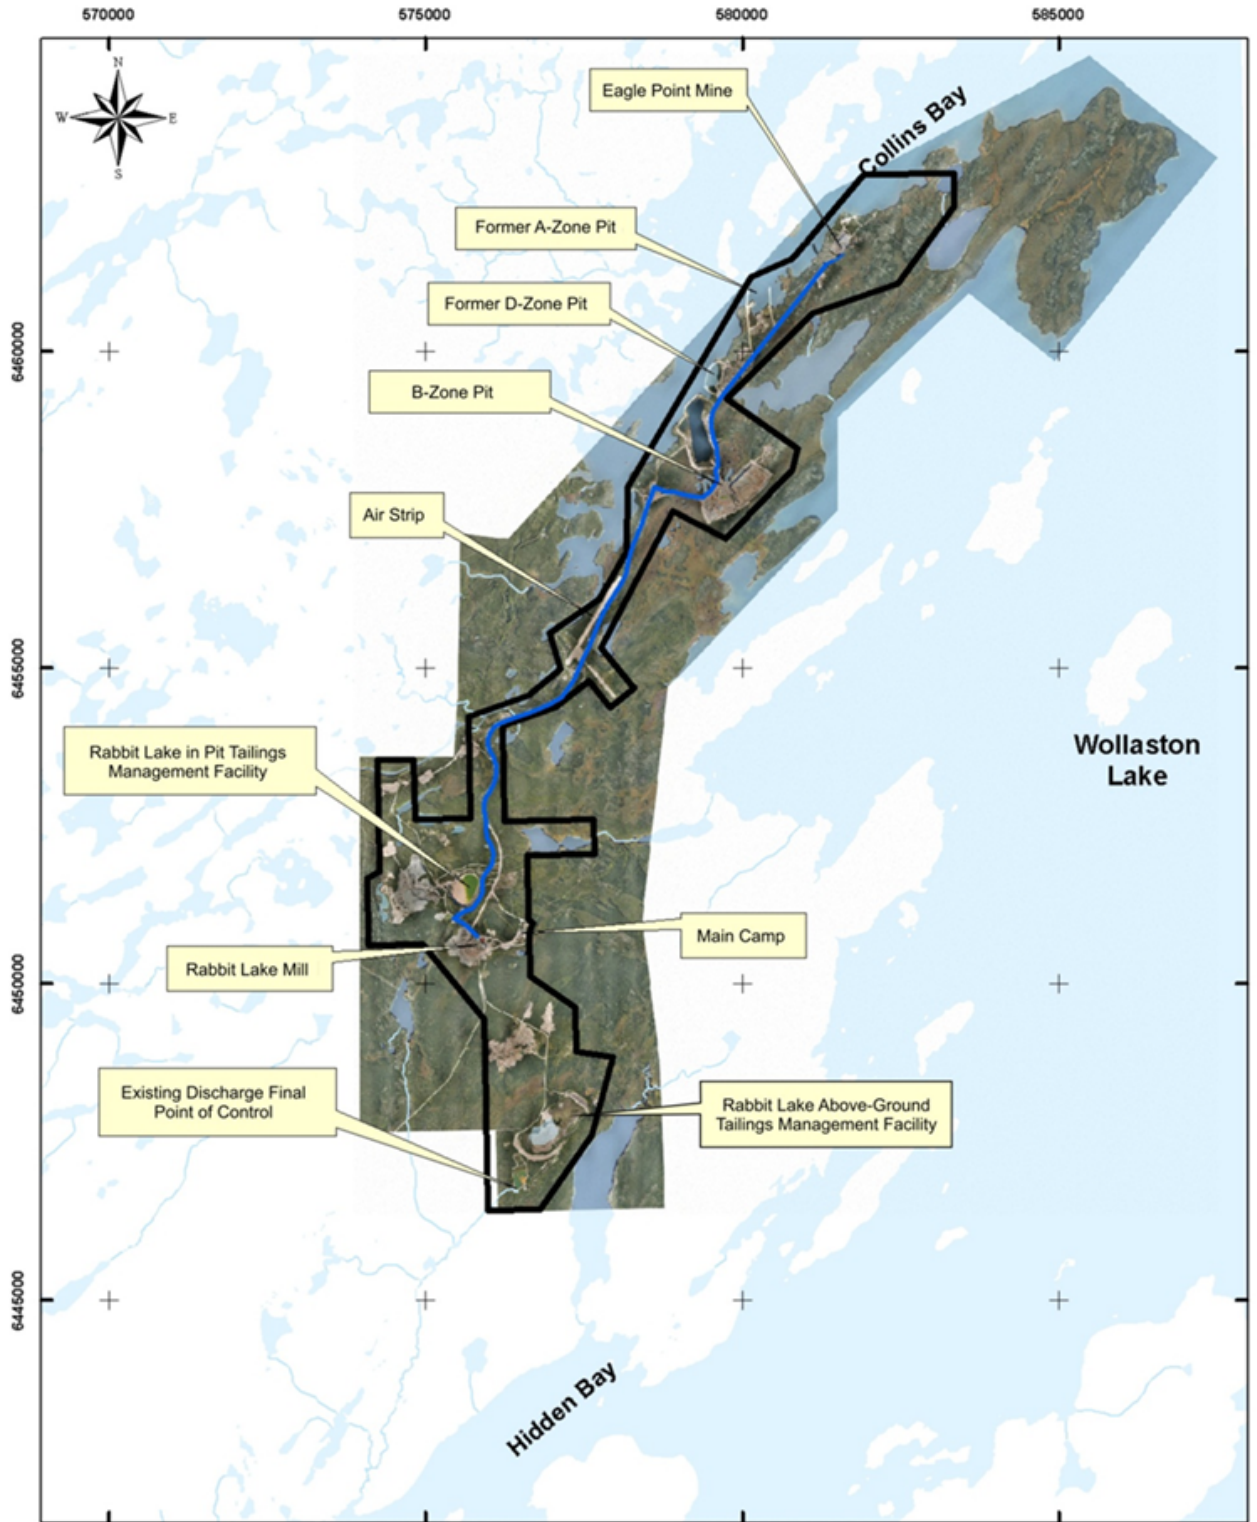 570000
575000
580000
585000
N
W
E
S
Eagle Point Mine
Collins Bay
Former A-Zone Pit
Former D-Zone Pit
6460000
B-Zone Pit
Air Strip
6455000
Rabbit Lake in Pit Tailings
Management Facility
Wollaston
Lake
Main Camp
Rabbit Lake Mill
6450000
Existing Discharge Final
Point of Control
Rabbit Lake Above-Ground
Tailings Management Facility
6445000
Hidden Bay